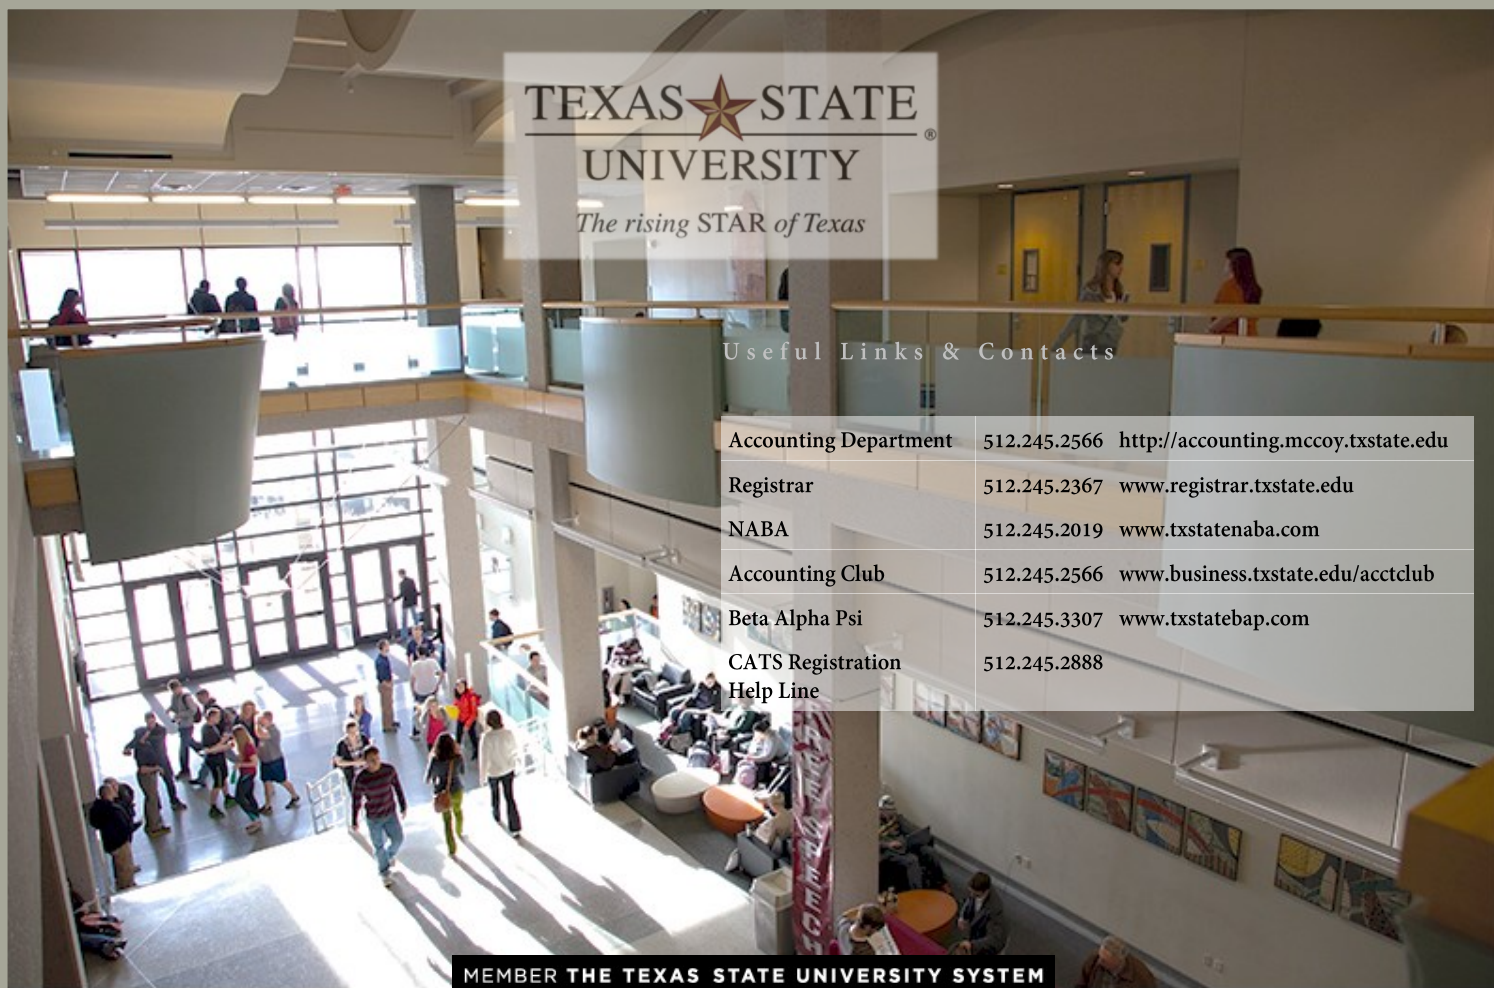 TEXAS STATE
®
UNIVERSITY
The rising STAR of Texas
Useful Links & Contacts
Accounting Department 512.245.2566 http://accounting.mccoy.txstate.edu
Registrar 512.245.2367 www.registrar.txstate.edu
NABA 512.245.2019 www.txstatenaba.com
Accounting Club 512.245.2566 www.business.txstate.edu/acctclub
Beta Alpha Psi 512.245.3307 www.txstatebap.com
CATS Registration 512.245.2888
Help Line
MEMBER THE TEXAS STATE UNIVERSITY SYSTEM